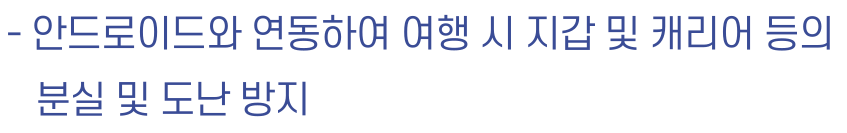 - 안드로이드와 연동하여 여행 시 지갑 및 캐리어 등의
분실 및 도난 방지